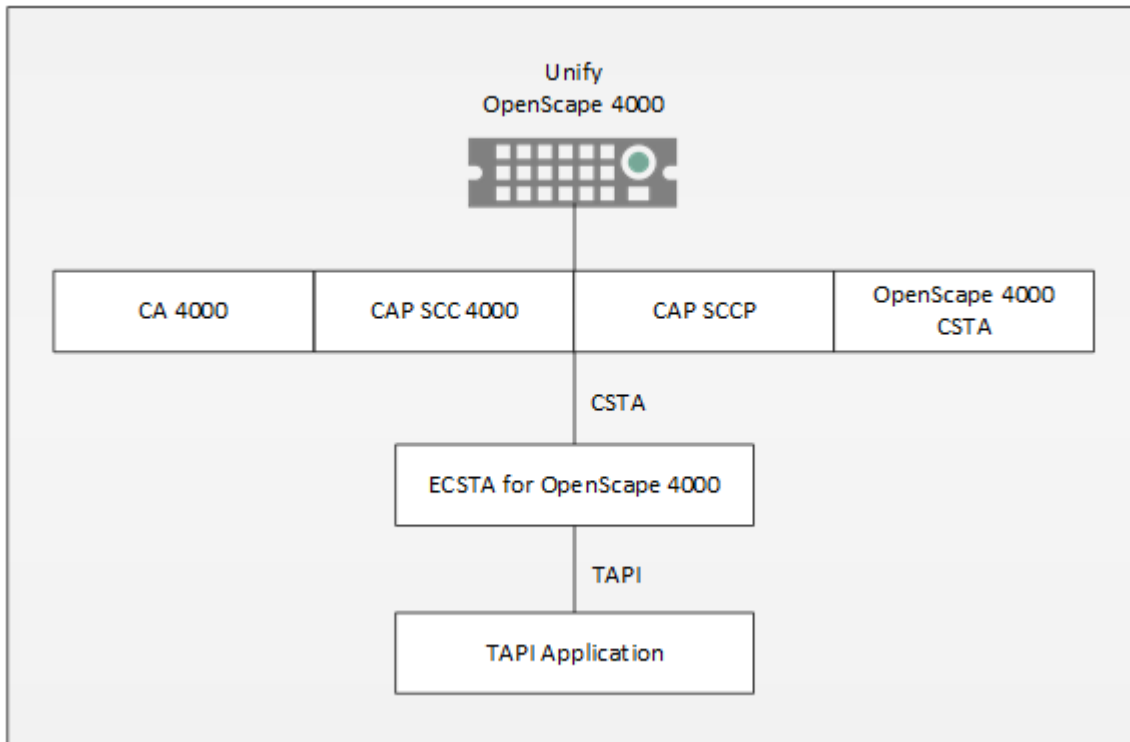 Unify
OpenScape 4000
CA 4000
CAP SCC 4000
CAP SCCP
OpenScape 4000
CSTA
CSTA
ECSTA for OpenScape 4000
TAPI
TAPI Application